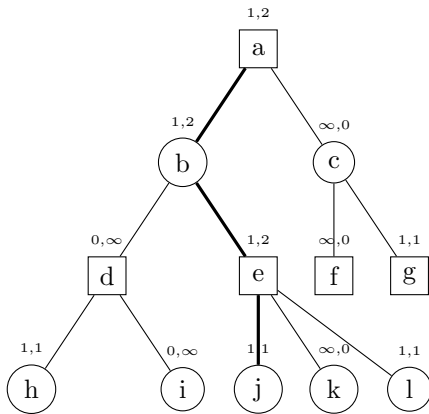 1,2
a
1,2 ∞,0
b c
0,∞ 1,2 ∞,0 1,1
d e f g
1,1 0,∞ 1,1 ∞,0 1,1
h i j k l